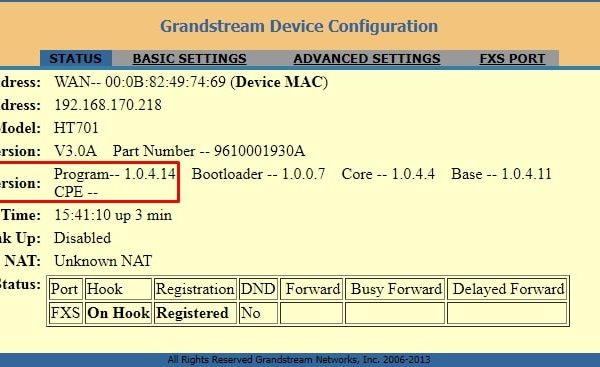 Grandstream Device Configuration
STATUS BASIC SETTINGS ADVANCED SETTINGS FXS PORT
dress: WAN-- 00:0B:82:49:74:69 (Device MAC)
dress: 192.168.170.218
Model: HT701
ersion: V3.0A Part Number -- 9610001930A
ersion: Program-- 1.0.4.14 Bootloader -- 1.0.0.7 Core -- 1.0.4.4 Base -- 1.0.4.11
CPE --
Time: 15:41:10 up 3 min
nk Up: Disabled
NAT: Unknown NAT
Status:
Port Hook Registration DND Forward Busy Forward Delayed Forward
FXS On Hook Registered No
All Rights Reserved Grandstream Networks, Inc. 2006-2013